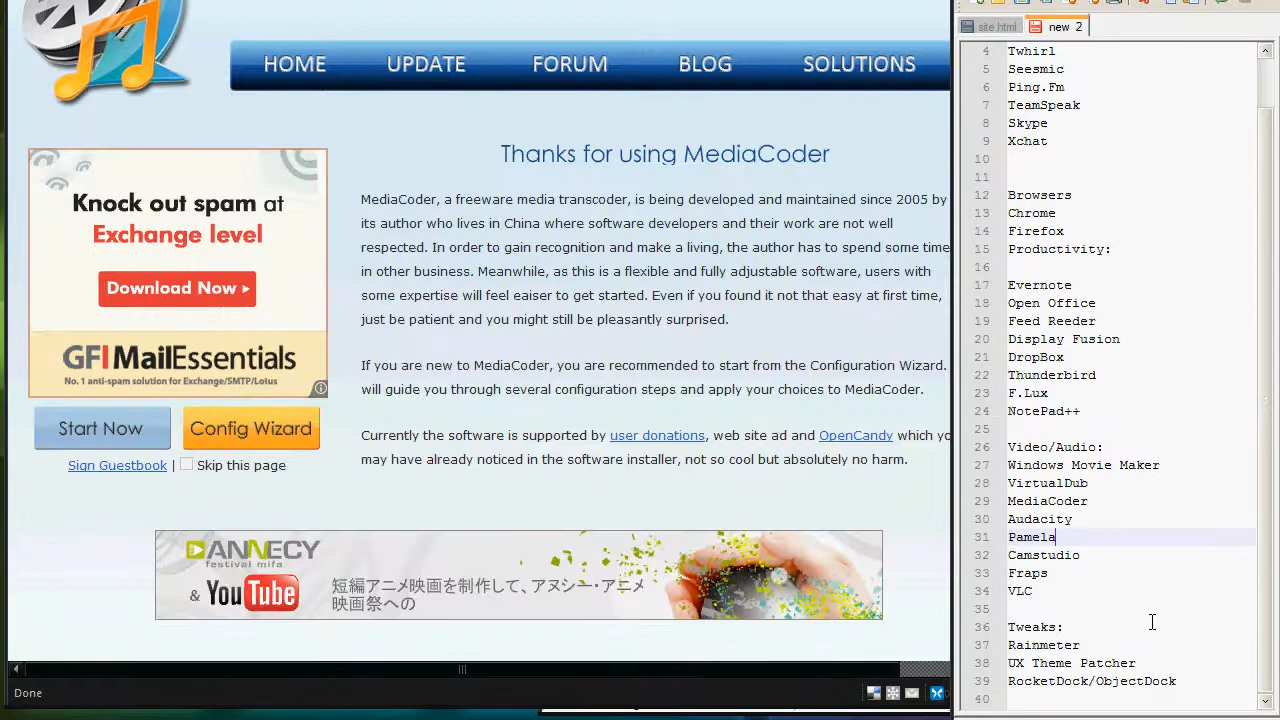 HOME UPDATE FORUM BLOG SOLUTIONS
Knock out spam at
Exchange level
Download Now
GFI MailEssentials
No. 1 anti-spam solution for Exchange/SMTP/Lotus
Start Now Config Wizard
Sign Guestbook | Skip this page
Thanks for using MediaCoder
MediaCoder, a freeware media transcoder, is being developed and maintained since 2005 by
its author who lives in China where software developers and their work are not well
respected. In order to gain recognition and make a living, the author has to spend some time
in other business. Meanwhile, as this is a flexible and fully adjustable software, users with
some expertise will feel eaiser to get started. Even if you found it not that easy at first time,
just be patient and you might still be pleasantly surprised.
If you are new to MediaCoder, you are recommended to start from the Configuration Wizard.
will guide you through several configuration steps and apply your choices to MediaCoder.
Currently the software is supported by user donations, web site ad and OpenCandy which yo
may have already noticed in the software installer, not so cool but absolutely no harm.
ANNECY
festival mifa
& YouTube
短編アニメ映画を制作して、アヌシー・アニメ
映画祭への
Done
site.html new 2
4 Twhirl
5 Seesmic
6 Ping.Fm
7 TeamSpeak
8 Skype
9 Xchat
10
11
12 Browsers
13 Chrome
14 Firefox
15 Productivity:
16
17 Evernote
18 Open Office
19 Feed Reeder
20 Display Fusion
21 DropBox
22 Thunderbird
23 F.Lux
24 NotePad++
25
26 Video/Audio:
27 Windows Movie Maker
28 VirtualDub
29 MediaCoder
30 Audacity
31 Pamela
32 Camstudio
33 Fraps
34 VLC
35
36 Tweaks:
37 Rainmeter
38 UX Theme Patcher
39 RocketDock/ObjectDock
40